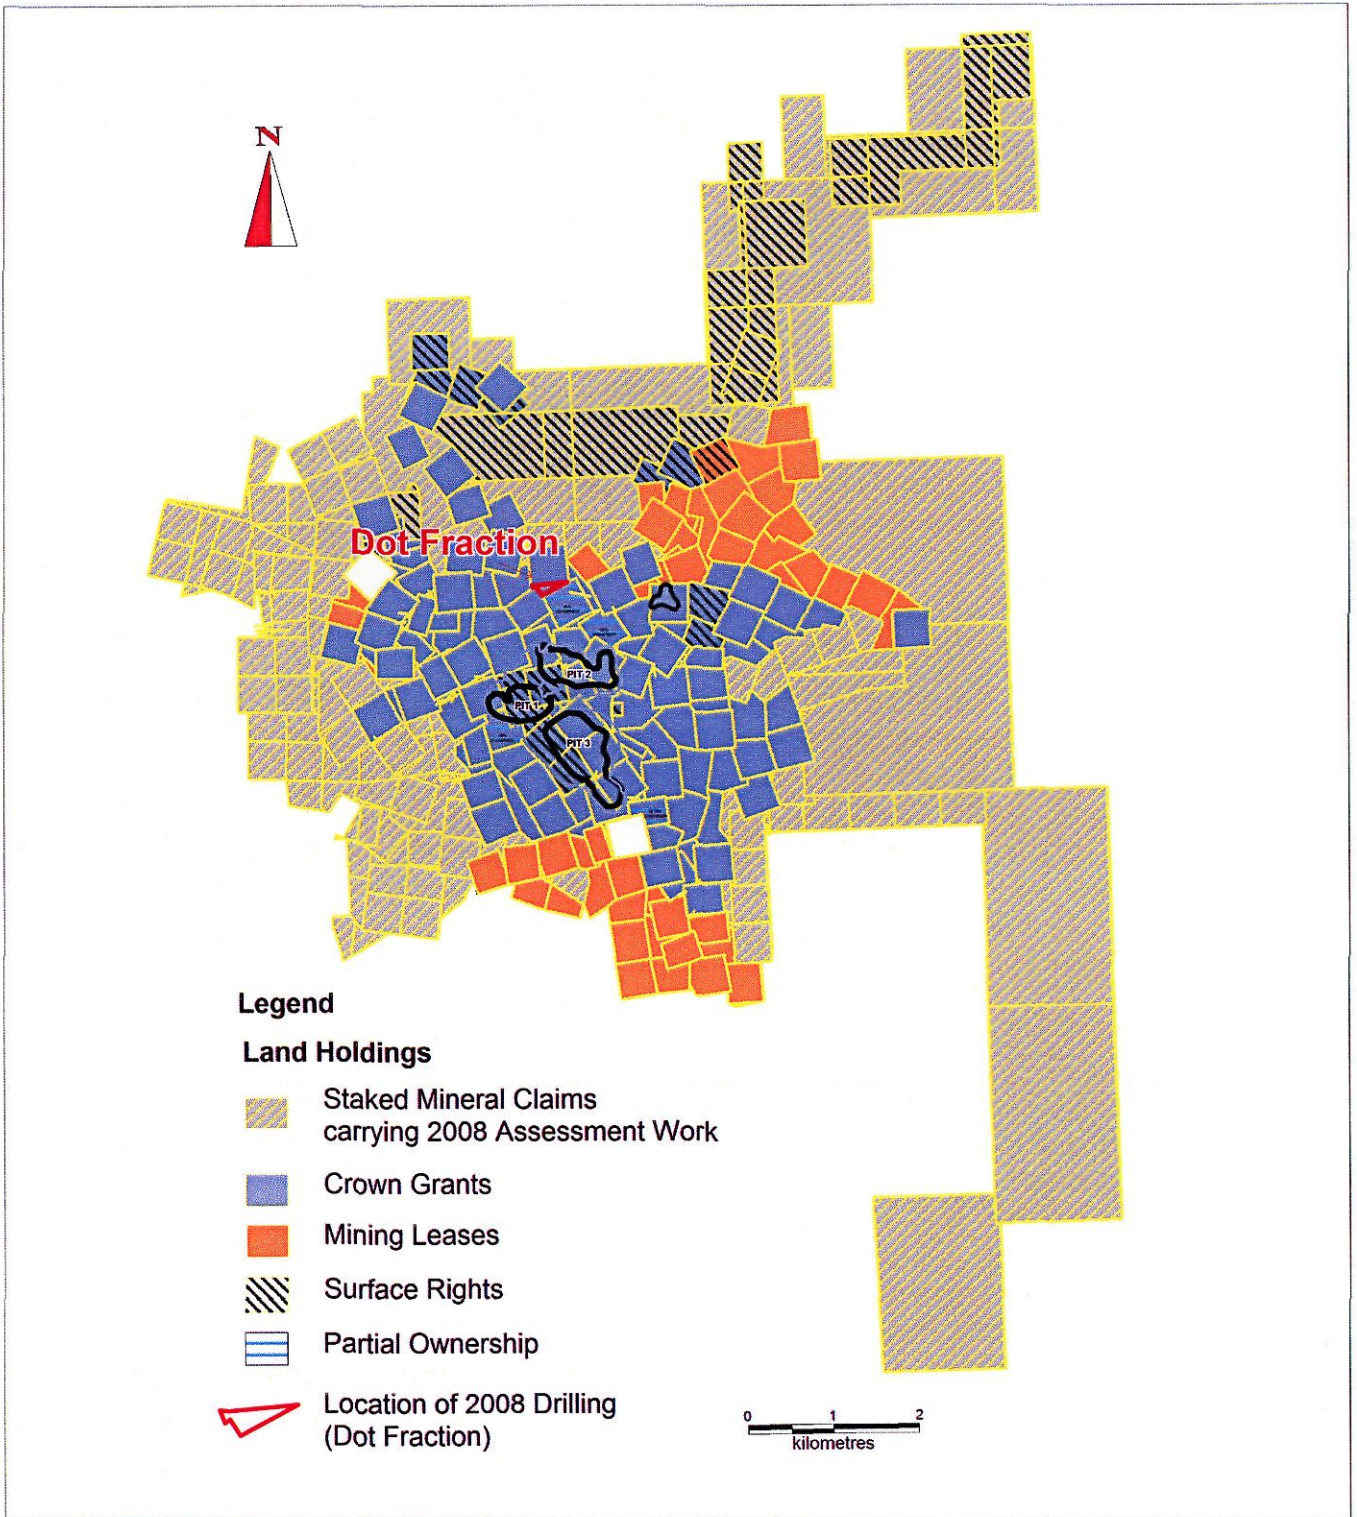 N
Dot Fraction
PIT 2
PIT 1
PIT 3
Legend
Land Holdings
Staked Mineral Claims
carrying 2008 Assessment Work
Crown Grants
Mining Leases
Surface Rights
Partial Ownership
Location of 2008 Drilling
(Dot Fraction)
0 1 2
kilometres